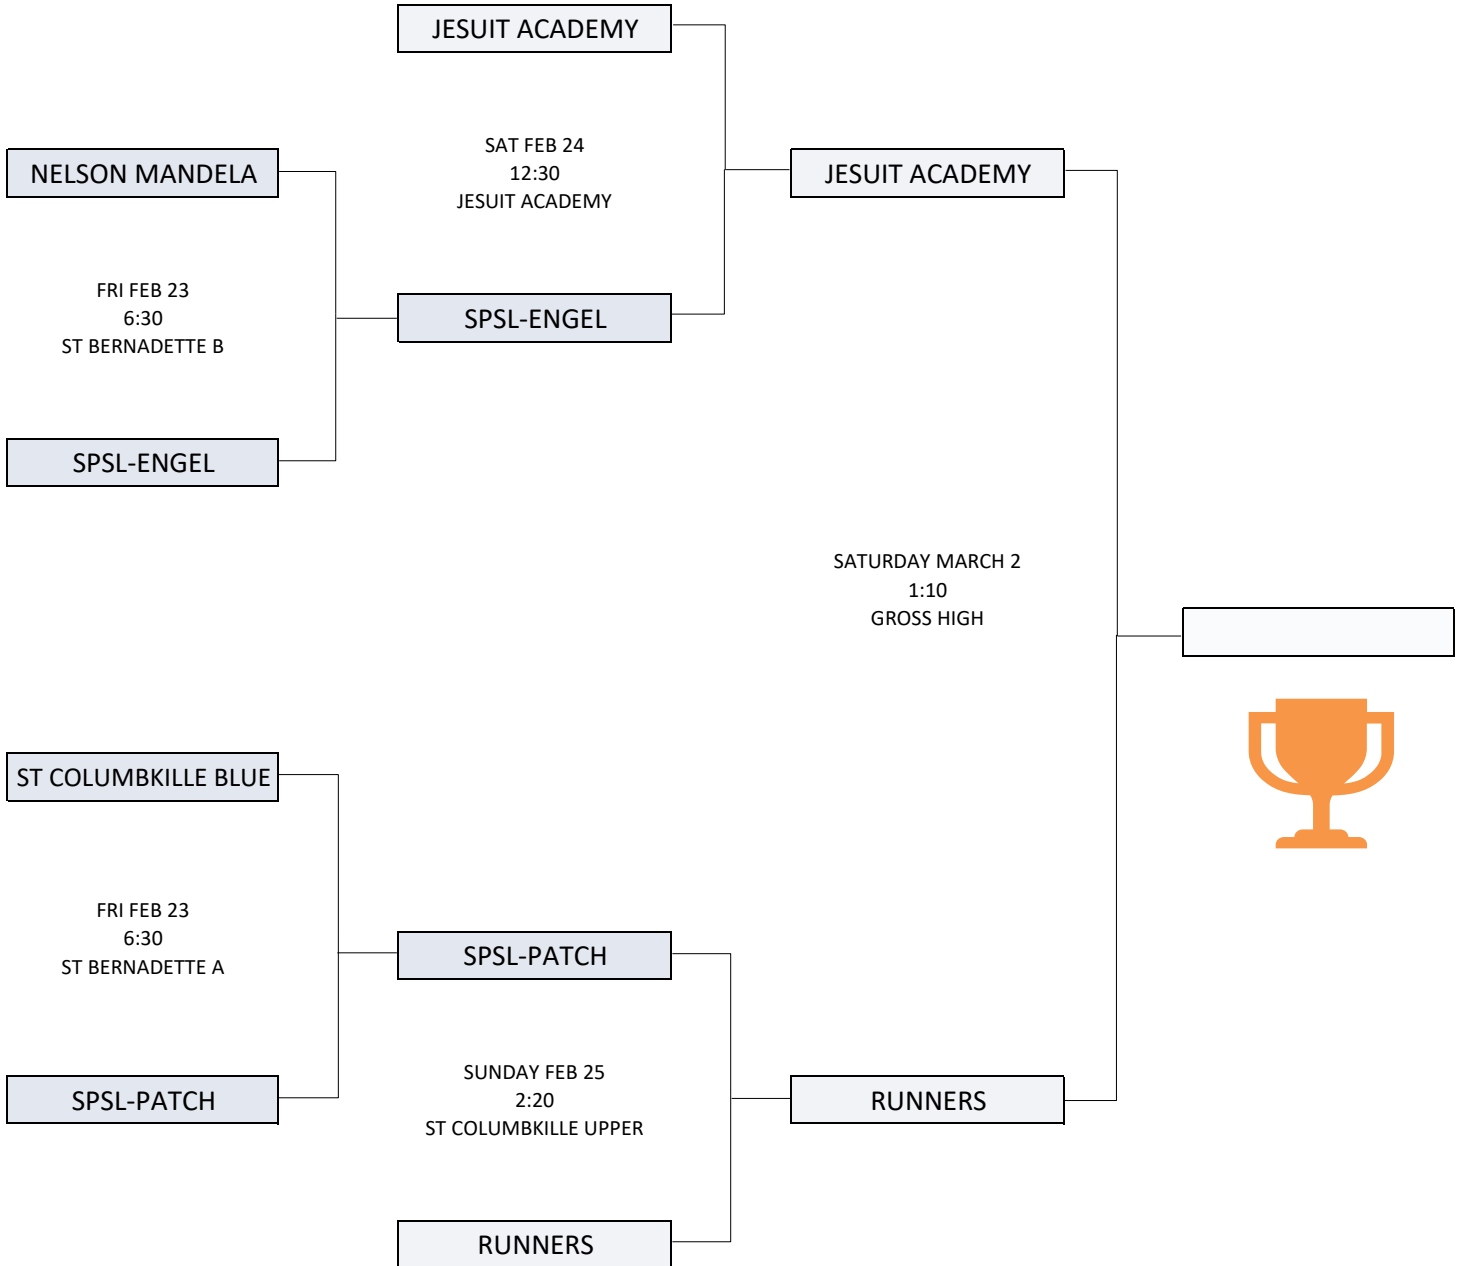 JESUIT ACADEMY
SAT FEB 24
12:30
JESUIT ACADEMY
NELSON MANDELA
JESUIT ACADEMY
FRI FEB 23
6:30
ST BERNADETTE B
SPSL-ENGEL
SPSL-ENGEL
SATURDAY MARCH 2
1:10
GROSS HIGH
ST COLUMBKILLE BLUE
FRI FEB 23
6:30
ST BERNADETTE A
SPSL-PATCH
SPSL-PATCH
SUNDAY FEB 25
2:20
ST COLUMBKILLE UPPER
RUNNERS
RUNNERS